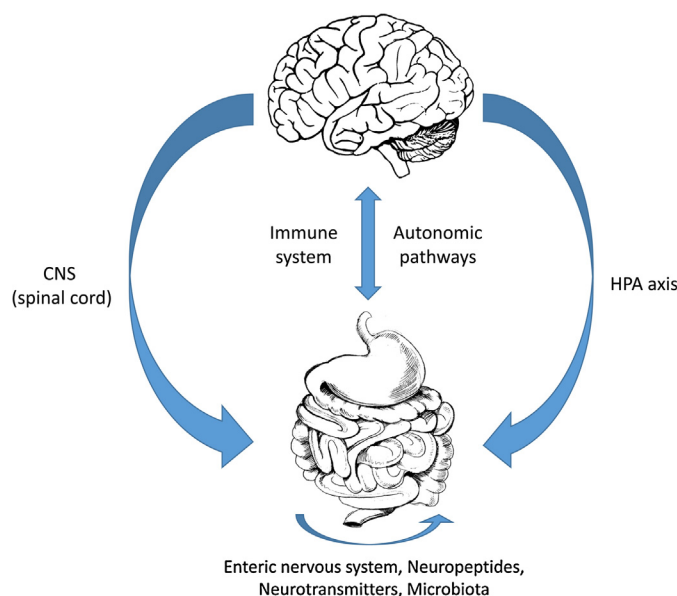 Immune
system
Autonomic
pathways
CNS
(spinal cord)
HPA axis
Enteric nervous system, Neuropeptides,
Neurotransmitters, Microbiota